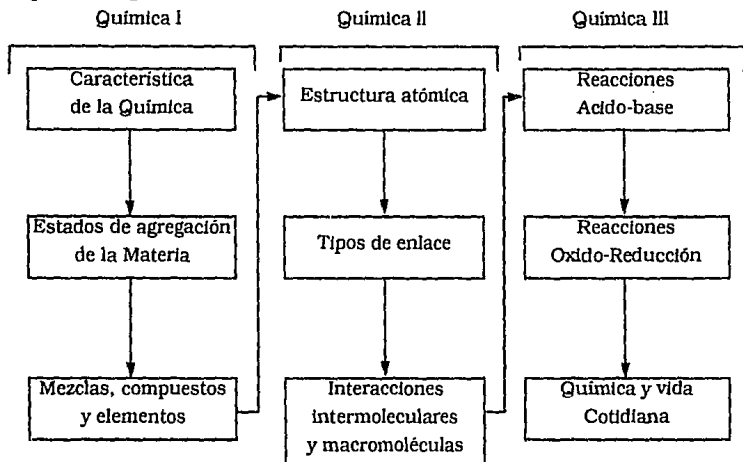 Química I
Característica
de la Química
Estados de agregación
de la Materia
Mezclas, compuestos
y elementos
Química II
Estructura atómica
Tipos de enlace
Interacciones
intermoleculares
y macromoléculas
Química III
Reacciones
Acido-base
Reacciones
Oxido-Reducción
Química y vida
Cotidiana